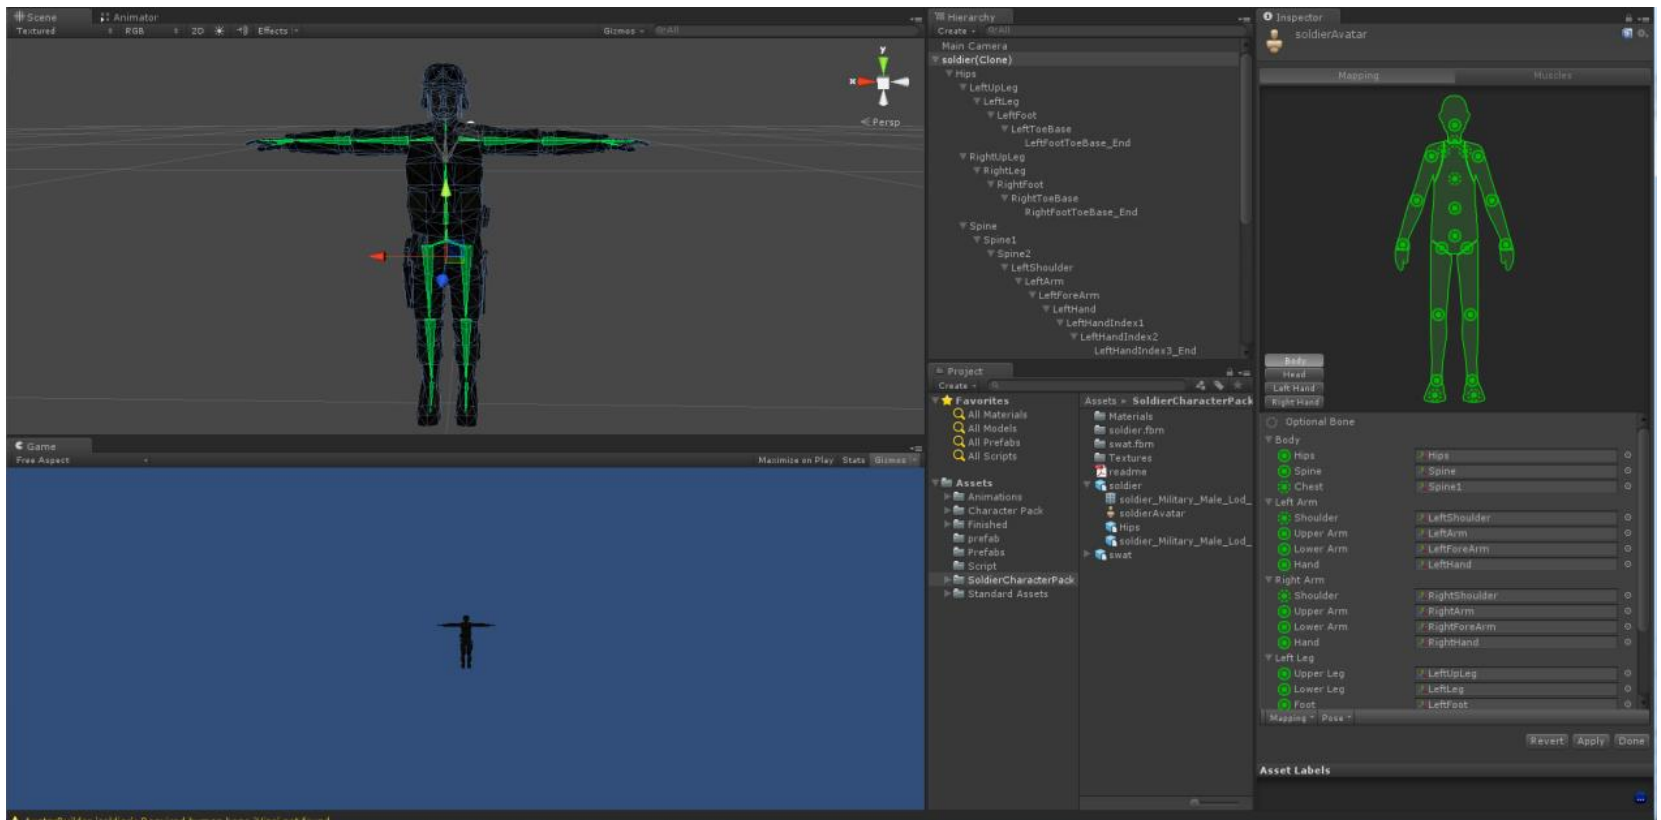 Scene
Animator
Textured
RGB
2D
Effects
Gizmos
All
y
x
Persp
Game
Free Aspect
Maximize on Play Stats Gizmos
Hierarchy
Create
All
Main Camera
soldier(Clone)
Hips
LeftUpLeg
LeftLeg
LeftFoot
LeftToeBase
LeftFootToeBase_End
RightUpLeg
RightLeg
RightFoot
RightToeBase
RightFootToeBase_End
Spine
Spine1
Spine2
LeftShoulder
LeftArm
LeftForeArm
LeftHand
LeftHandIndex1
LeftHandIndex2
LeftHandIndex3_End
Project
Create
Favorites
All Materials
All Models
All Prefabs
All Scripts
Assets
Animations
Character Pack
Finished
prefab
Prefabs
Script
SoldierCharacterPack
Standard Assets
Assets SoldierCharacterPack
Materials
soldier.fbm
swat.fbm
Textures
readme
soldier
soldier_Military_Male_Lod_
soldierAvatar
Hips
soldier_Military_Male_Lod_
swat
Inspector
soldierAvatar
Mapping
Muscles
Body
Head
Left Hand
Right Hand
Optional Bone
Body
Hips Hips
Spine Spine
Chest Spine1
Left Arm
Shoulder LeftShoulder
Upper Arm LeftArm
Lower Arm LeftForeArm
Hand LeftHand
Right Arm
Shoulder RightShoulder
Upper Arm RightArm
Lower Arm RightForeArm
Hand RightHand
Left Leg
Upper Leg LeftUpLeg
Lower Leg LeftLeg
Foot LeftFoot
Mapping Pose
Revert Apply Done
Asset Labels